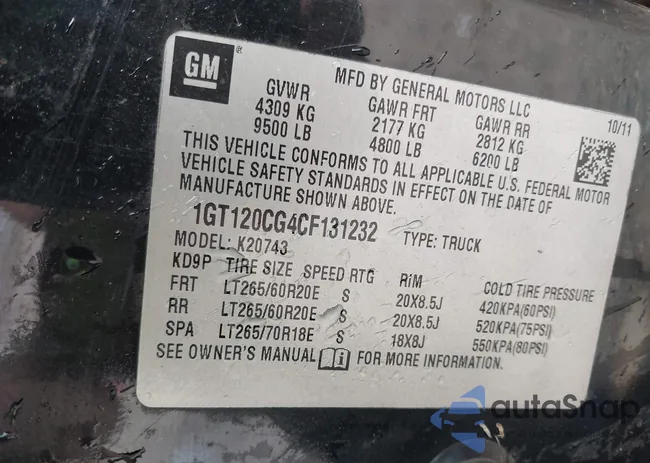 GM®
MFD BY GENERAL MOTORS LLC
10/11
GVWR GAWR FRT GAWR RR
4309 KG 2177 KG 2812 KG
9500 LB 4800 LB 6200 LB
THIS VEHICLE CONFORMS TO ALL APPLICABLE U.S. FEDERAL MOTOR
VEHICLE SAFETY STANDARDS IN EFFECT ON THE DATE OF
MANUFACTURE SHOWN ABOVE.
1GT120CG4CF131232 TYPE: TRUCK
MODEL: K20743
KD9P TIRE SIZE SPEED RTG RIM COLD TIRE PRESSURE
FRT LT265/60R20E S 20X8.5J 420KPA(60PSI)
RR LT265/60R20E S 20X8.5J 520KPA(75PSI)
SPA LT265/70R18E S 18X8J 550KPA(80PSI)
SEE OWNER'S MANUAL FOR MORE INFORMATION.
autoSnap